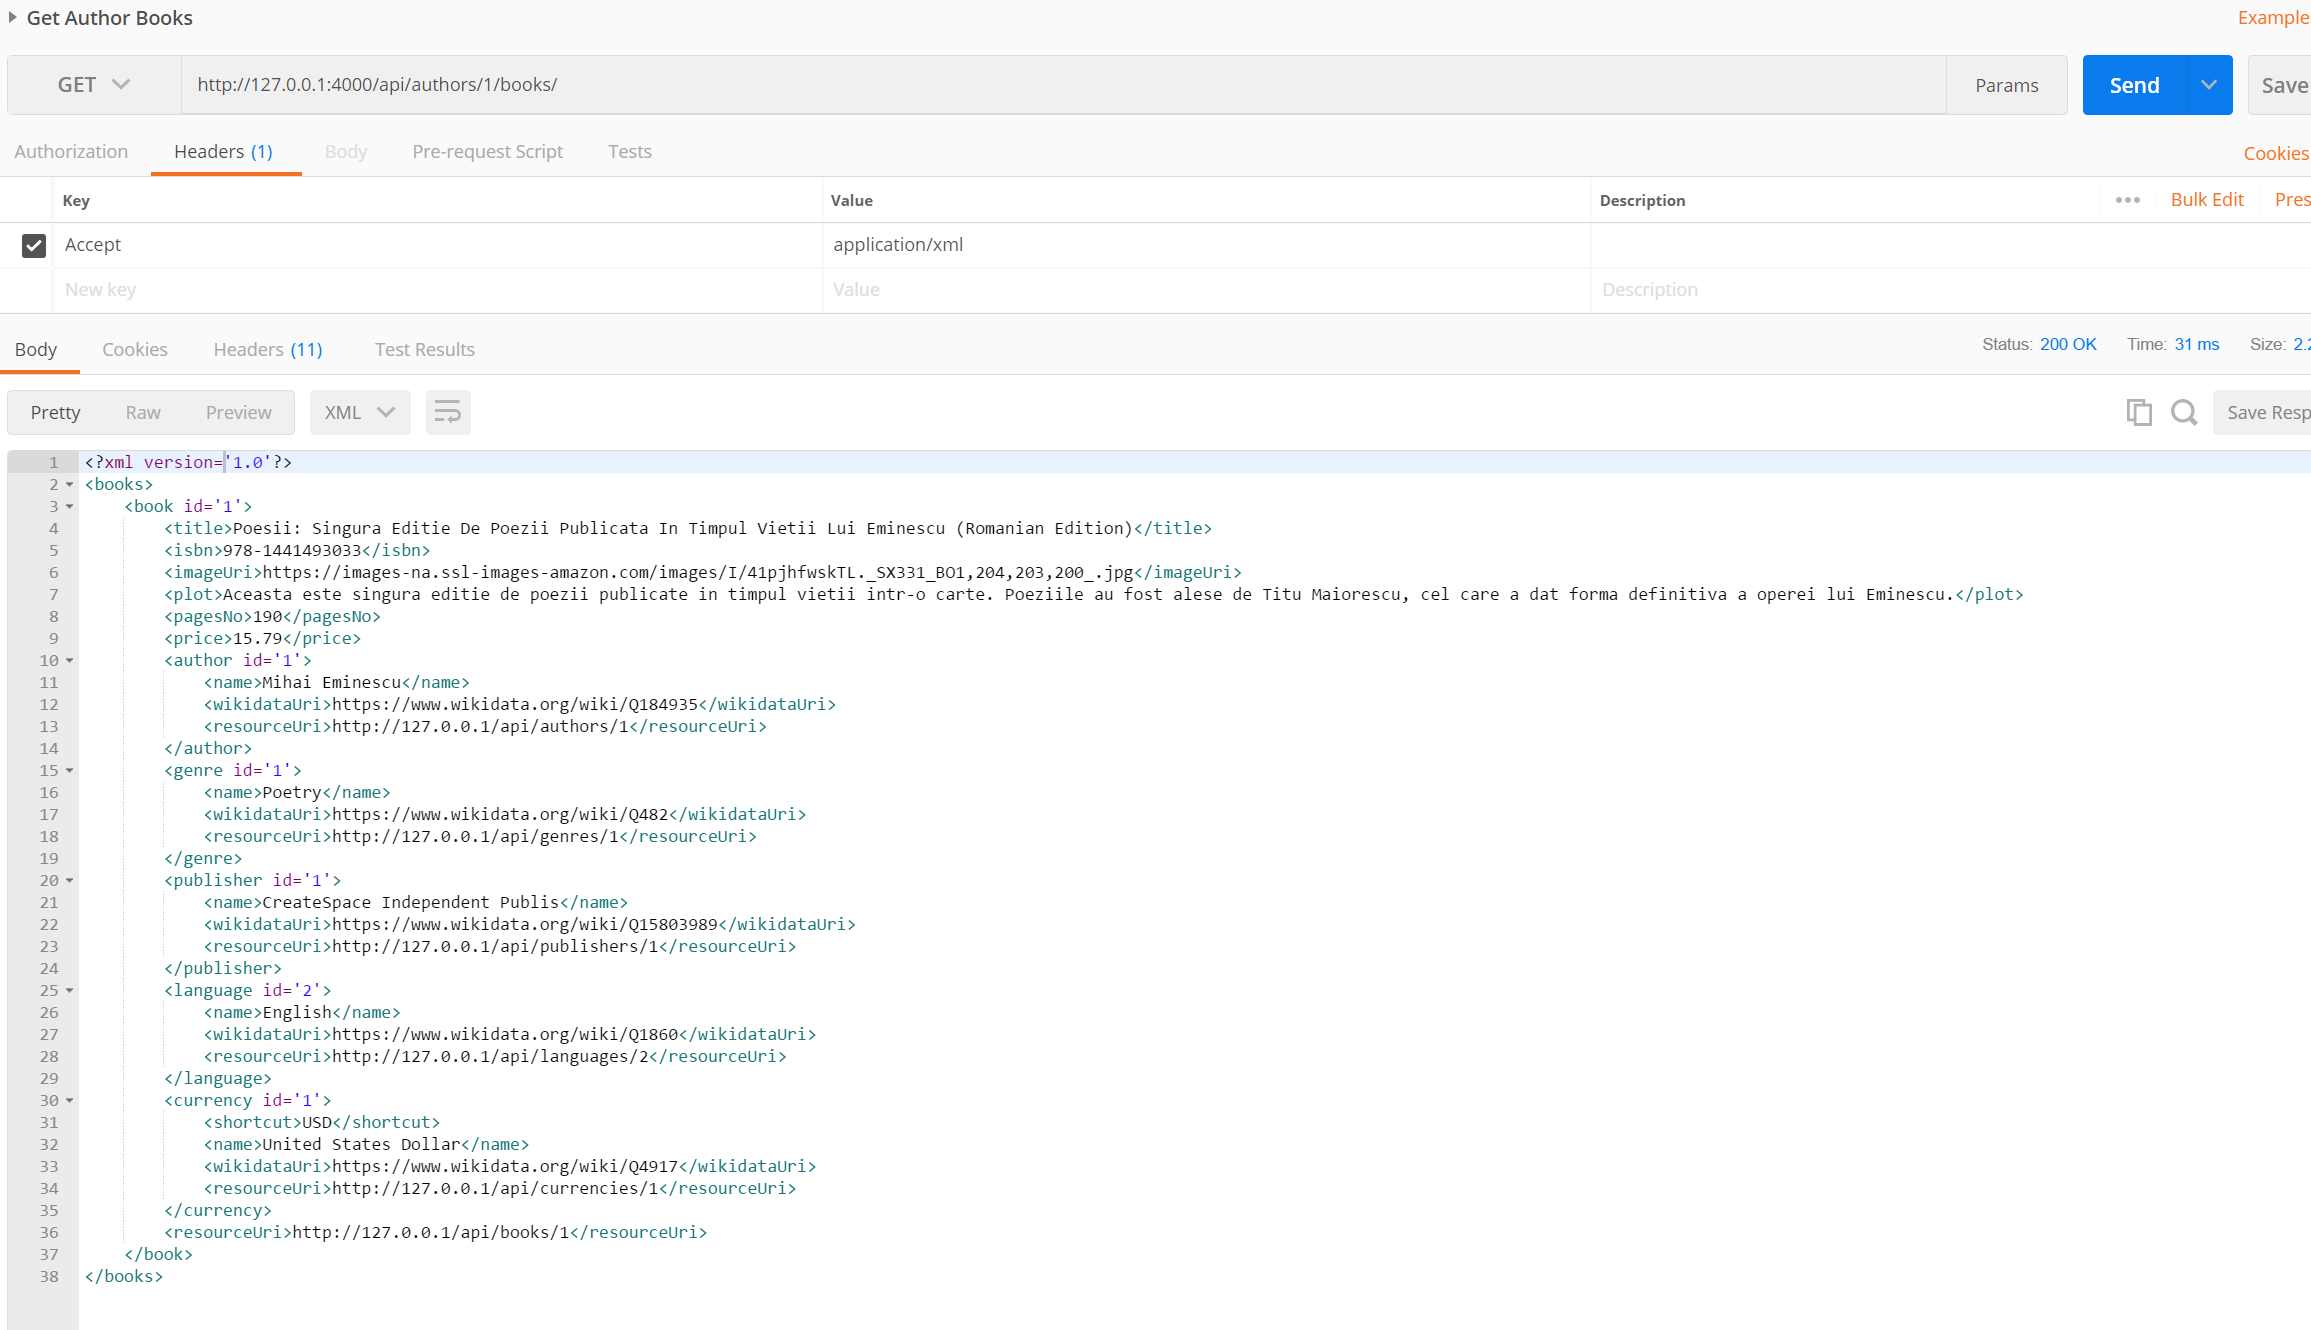 Get Author Books
Example
GET http://127.0.0.1:4000/api/authors/1/books/ Params Send Save
Authorization Headers (1) Body Pre-request Script Tests Cookies
Key Value Description ••• Bulk Edit Pres
Accept application/xml
New key Value Description
Body Cookies Headers (11) Test Results Status: 200 OK Time: 31 ms Size: 2.2
Pretty Raw Preview XML Save Resp
1 <?xml version='1.0'?>
2 <books>
3 <book id='1'>
4 <title>Poesii: Singura Editie De Poezii Publicata In Timpul Vietii Lui Eminescu (Romanian Edition)</title>
5 <isbn>978-1441493033</isbn>
6 <imageUri>https://images-na.ssl-images-amazon.com/images/I/41pjhfwskTL._SX331_BO1,204,203,200_.jpg</imageUri>
7 <plot>Aceasta este singura editie de poezii publicate in timpul vietii intr-o carte. Poeziile au fost alese de Titu Maiorescu, cel care a dat forma definitiva a operei lui Eminescu.</plot>
8 <pagesNo>190</pagesNo>
9 <price>15.79</price>
10 <author id='1'>
11 <name>Mihai Eminescu</name>
12 <wikidataUri>https://www.wikidata.org/wiki/Q184935</wikidataUri>
13 <resourceUri>http://127.0.0.1/api/authors/1</resourceUri>
14 </author>
15 <genre id='1'>
16 <name>Poetry</name>
17 <wikidataUri>https://www.wikidata.org/wiki/Q482</wikidataUri>
18 <resourceUri>http://127.0.0.1/api/genres/1</resourceUri>
19 </genre>
20 <publisher id='1'>
21 <name>CreateSpace Independent Publis</name>
22 <wikidataUri>https://www.wikidata.org/wiki/Q15803989</wikidataUri>
23 <resourceUri>http://127.0.0.1/api/publishers/1</resourceUri>
24 </publisher>
25 <language id='2'>
26 <name>English</name>
27 <wikidataUri>https://www.wikidata.org/wiki/Q1860</wikidataUri>
28 <resourceUri>http://127.0.0.1/api/languages/2</resourceUri>
29 </language>
30 <currency id='1'>
31 <shortcut>USD</shortcut>
32 <name>United States Dollar</name>
33 <wikidataUri>https://www.wikidata.org/wiki/Q4917</wikidataUri>
34 <resourceUri>http://127.0.0.1/api/currencies/1</resourceUri>
35 </currency>
36 <resourceUri>http://127.0.0.1/api/books/1</resourceUri>
37 </book>
38 </books>